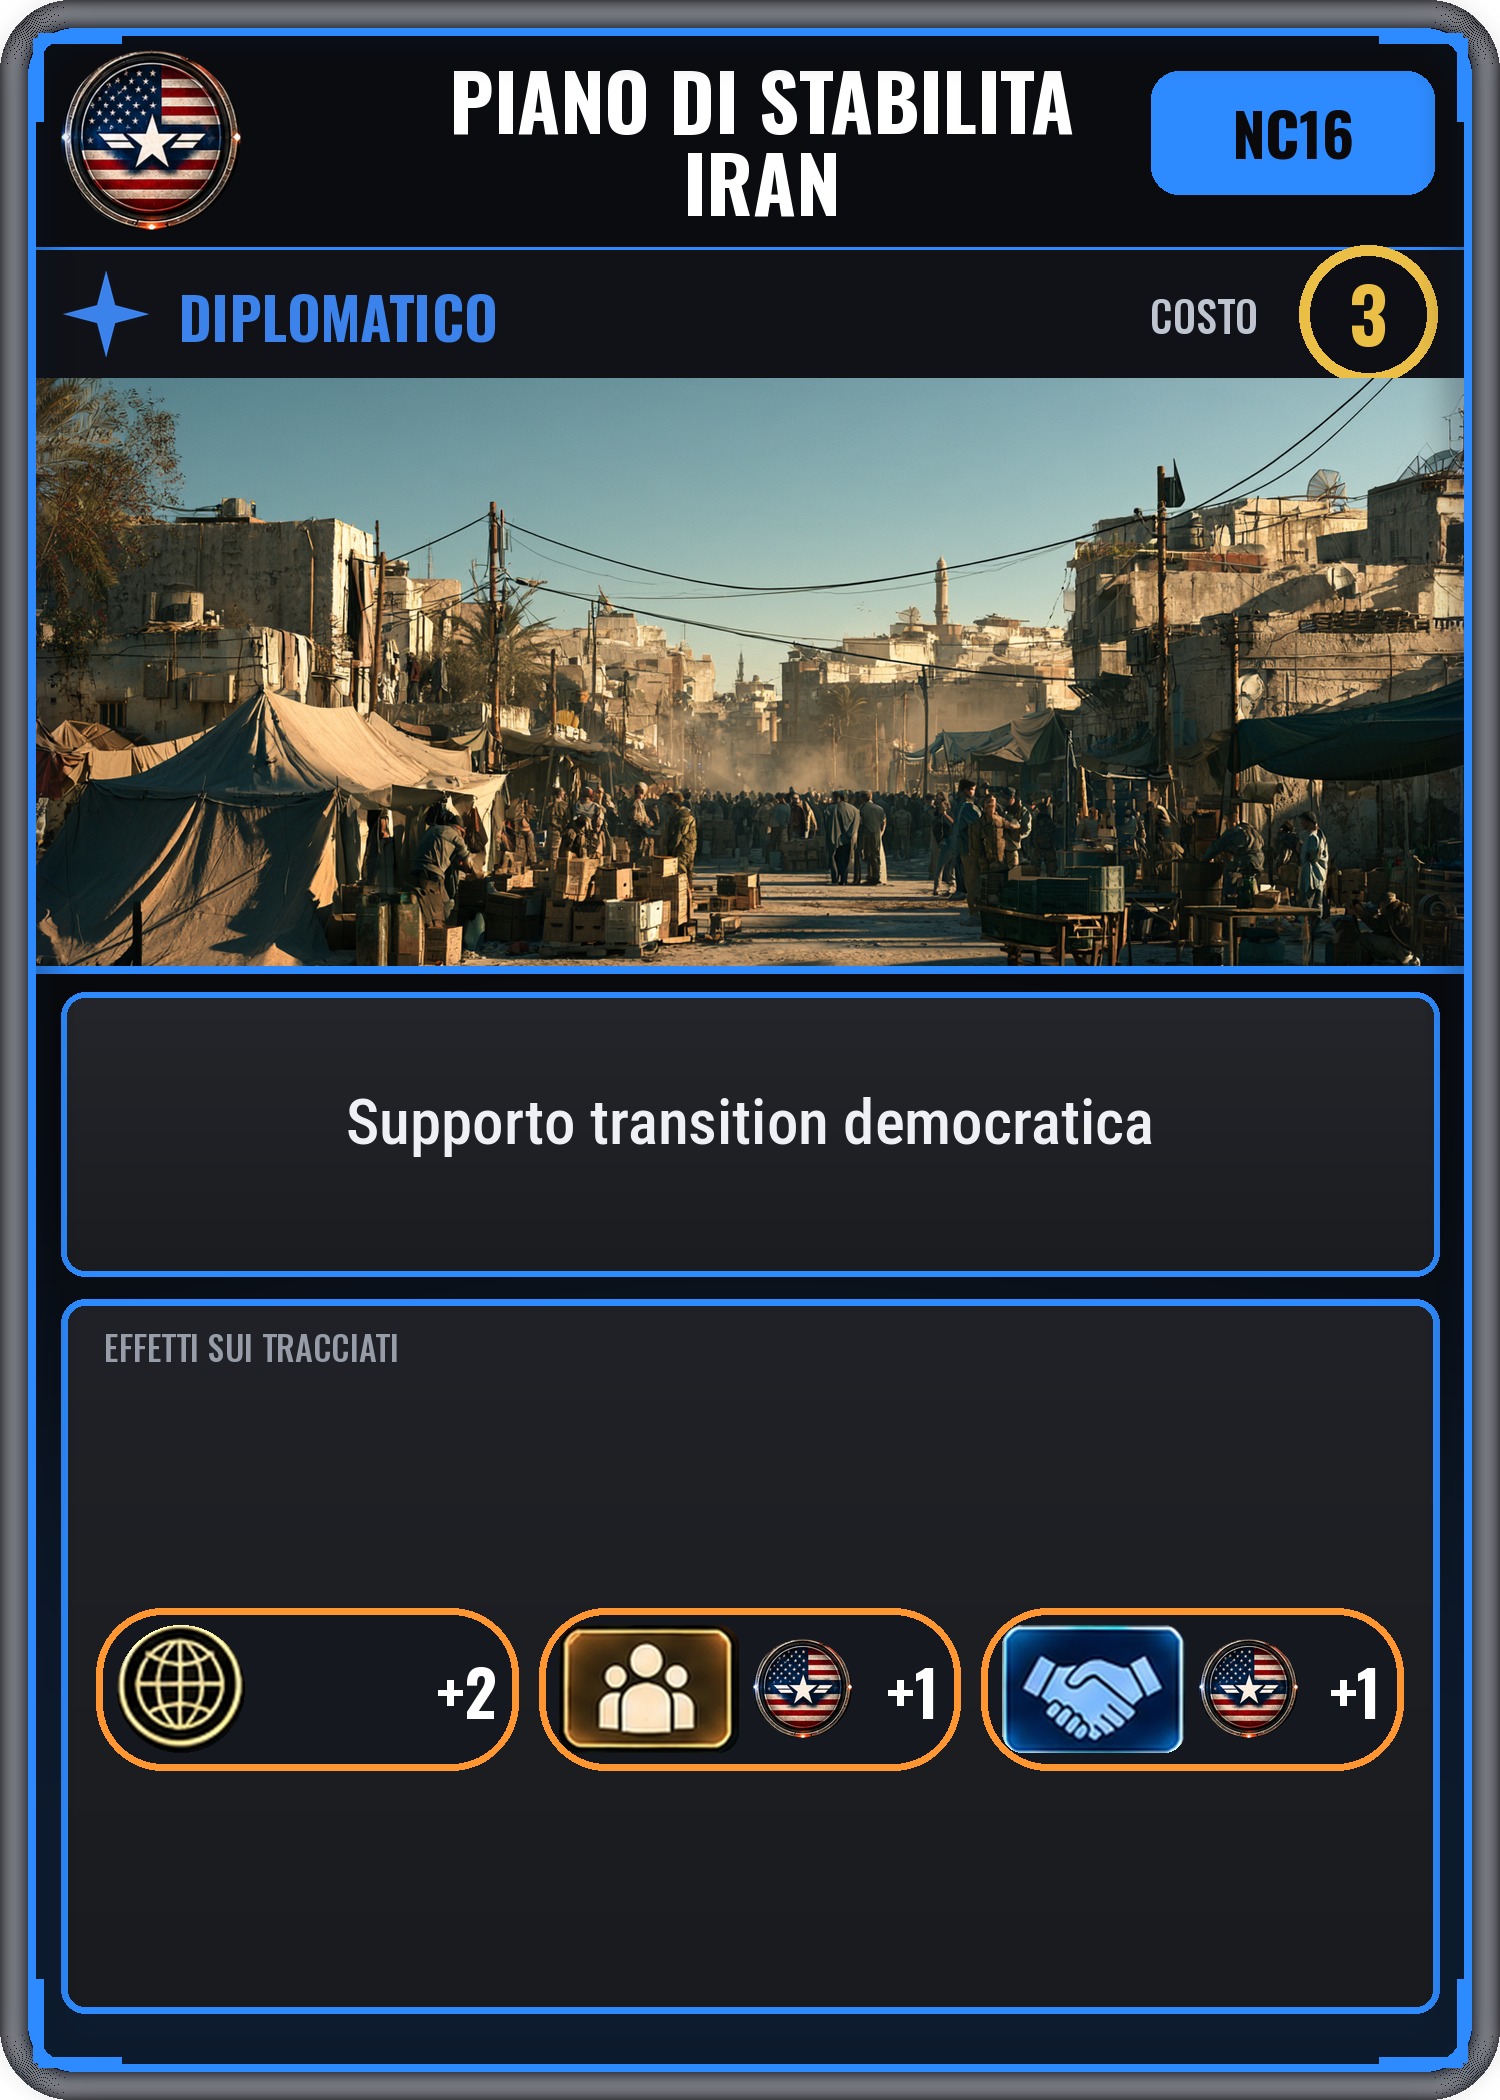 PIANO DI STABILITA
IRAN
NC16
DIPLOMATICO
COSTO
3
Supporto transition democratica
EFFETTI SUI TRACCIATI
+2
+1
+1